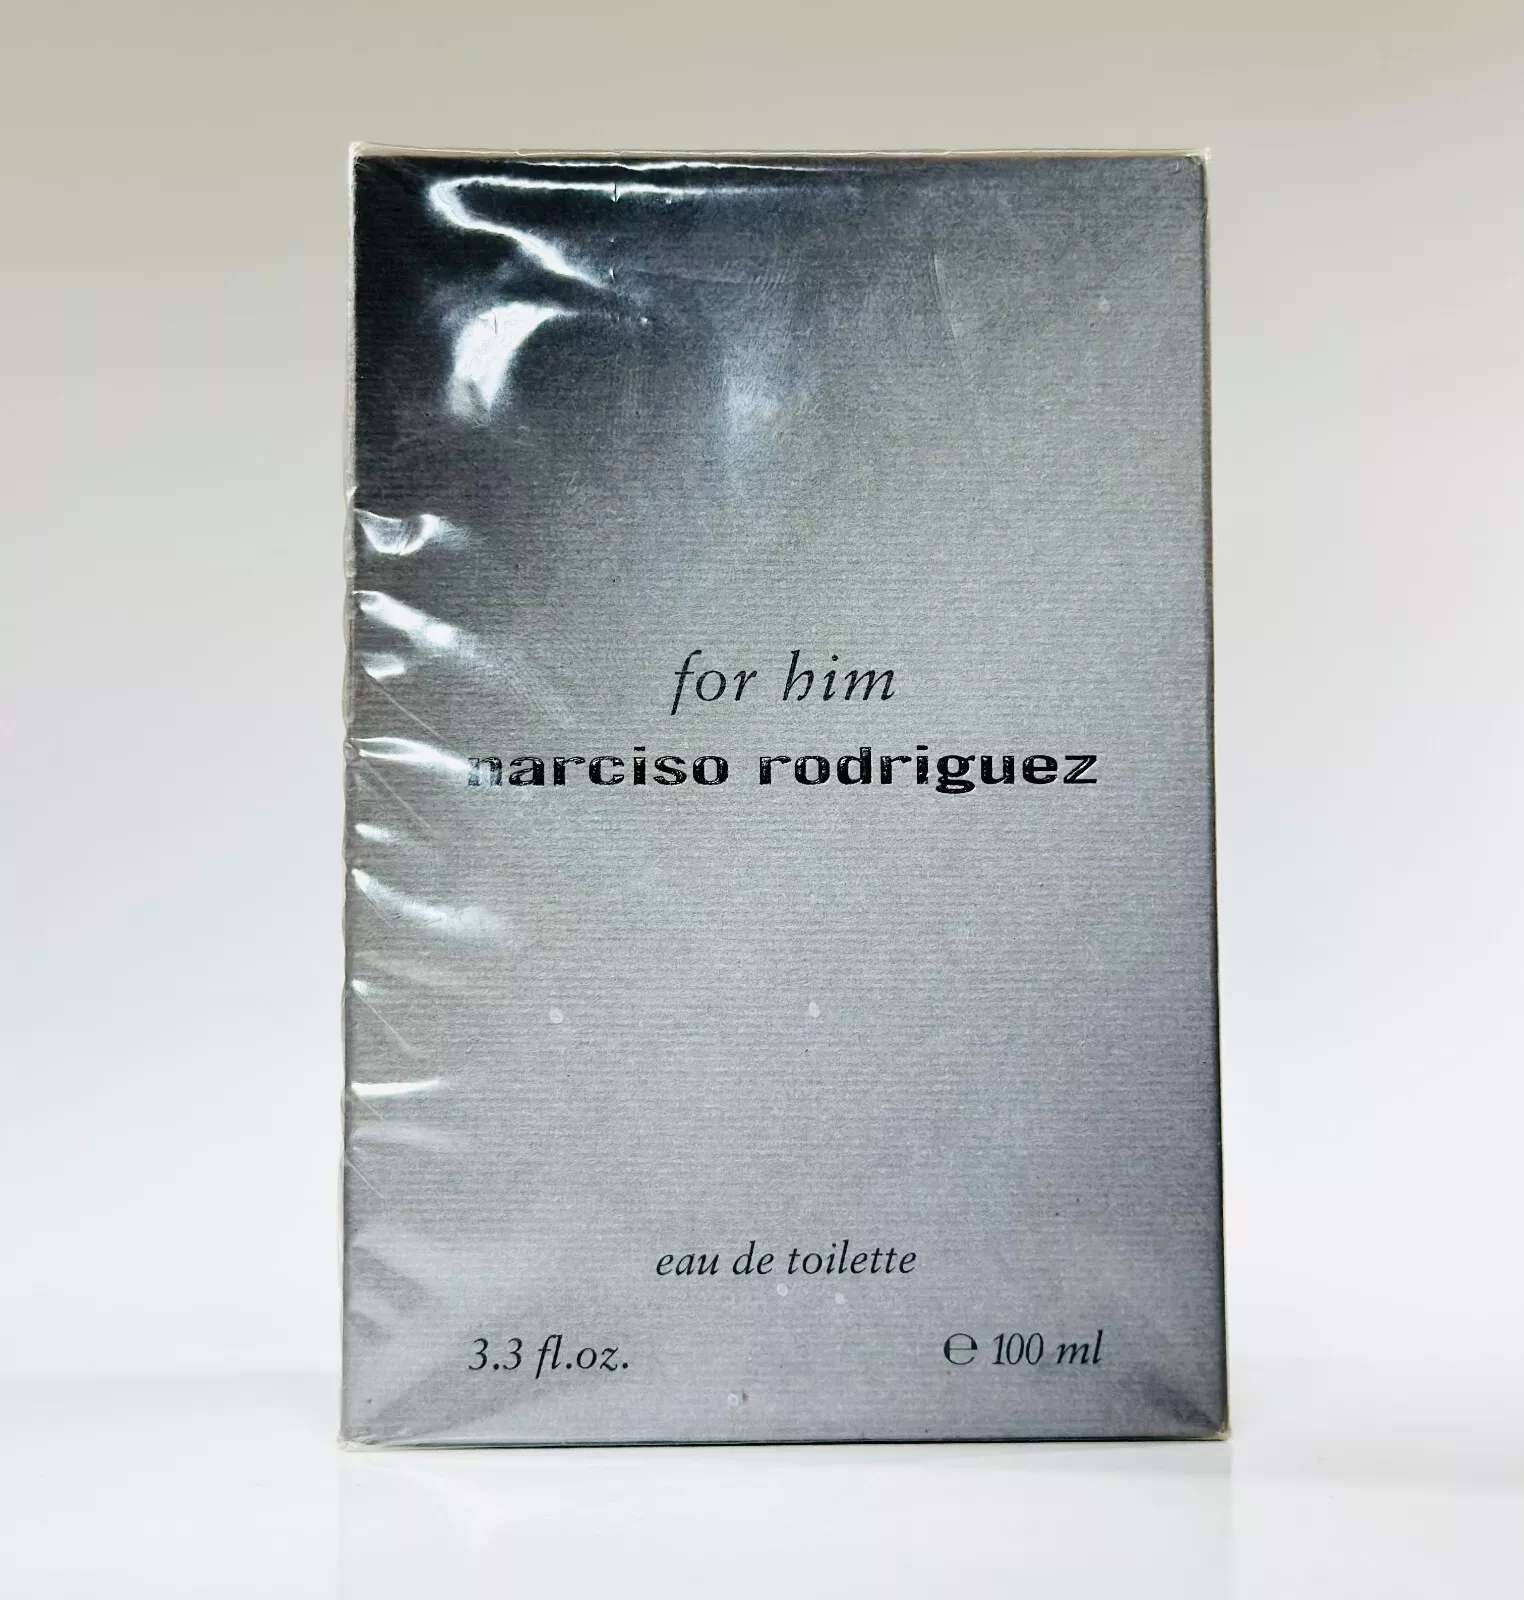 for him
narciso rodriguez
eau de toilette
3.3 fl.oz. ℮ 100 ml